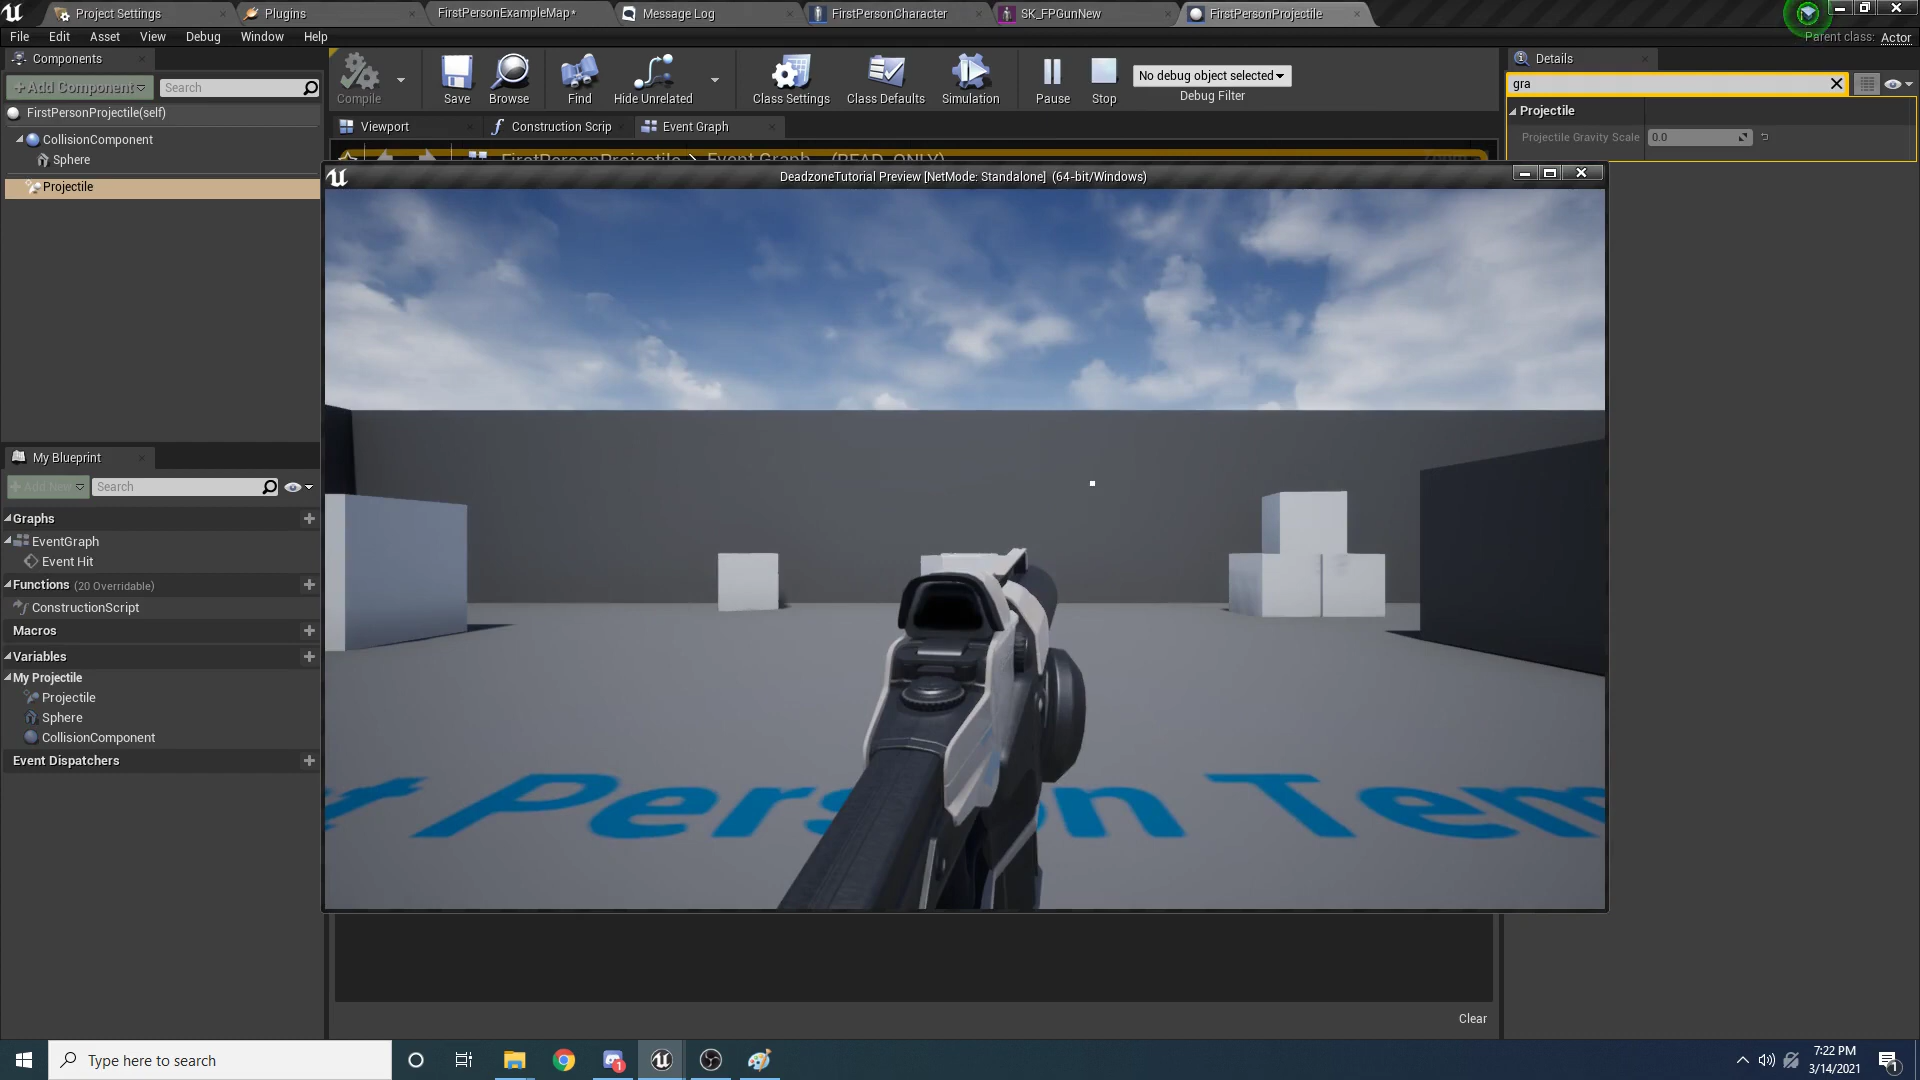 Project Settings
Plugins
FirstPersonExampleMap*
Message Log
FirstPersonCharacter
SK_FPGunNew
FirstPersonProjectile
File Edit Asset View Debug Window Help
Parent class: Actor
Components
+Add Component
Search
FirstPersonProjectile(self)
CollisionComponent
Sphere
Projectile
Compile
Save
Browse
Find
Hide Unrelated
Class Settings
Class Defaults
Simulation
Pause
Stop
No debug object selected
Debug Filter
Viewport
Construction Scrip
Event Graph
FirstPersonProjectile > Event Graph (READ-ONLY)
Details
gra
Projectile
Projectile Gravity Scale 0.0
DeadzoneTutorial Preview [NetMode: Standalone] (64-bit/Windows)
Person Tem
My Blueprint
+ Add New
Search
Graphs
EventGraph
Event Hit
Functions (20 Overridable)
ConstructionScript
Macros
Variables
My Projectile
Projectile
Sphere
CollisionComponent
Event Dispatchers
Clear
Type here to search
1
7:22 PM
3/14/2021
1